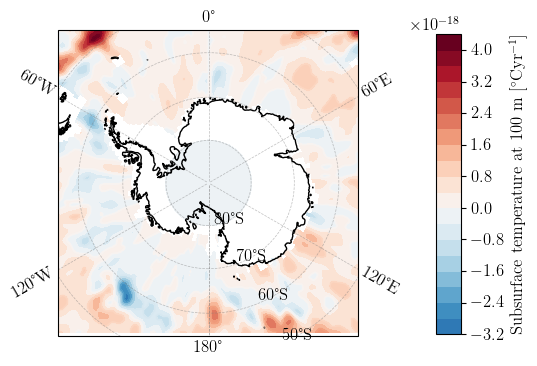 0°
×10⁻¹⁸
60°W
60°E
80°S
70°S
60°S
50°S
120°W
120°E
180°
4.0
3.2
2.4
1.6
0.8
0.0
−0.8
−1.6
−2.4
−3.2
Subsurface temperature at 100 m [°Cyr⁻¹]